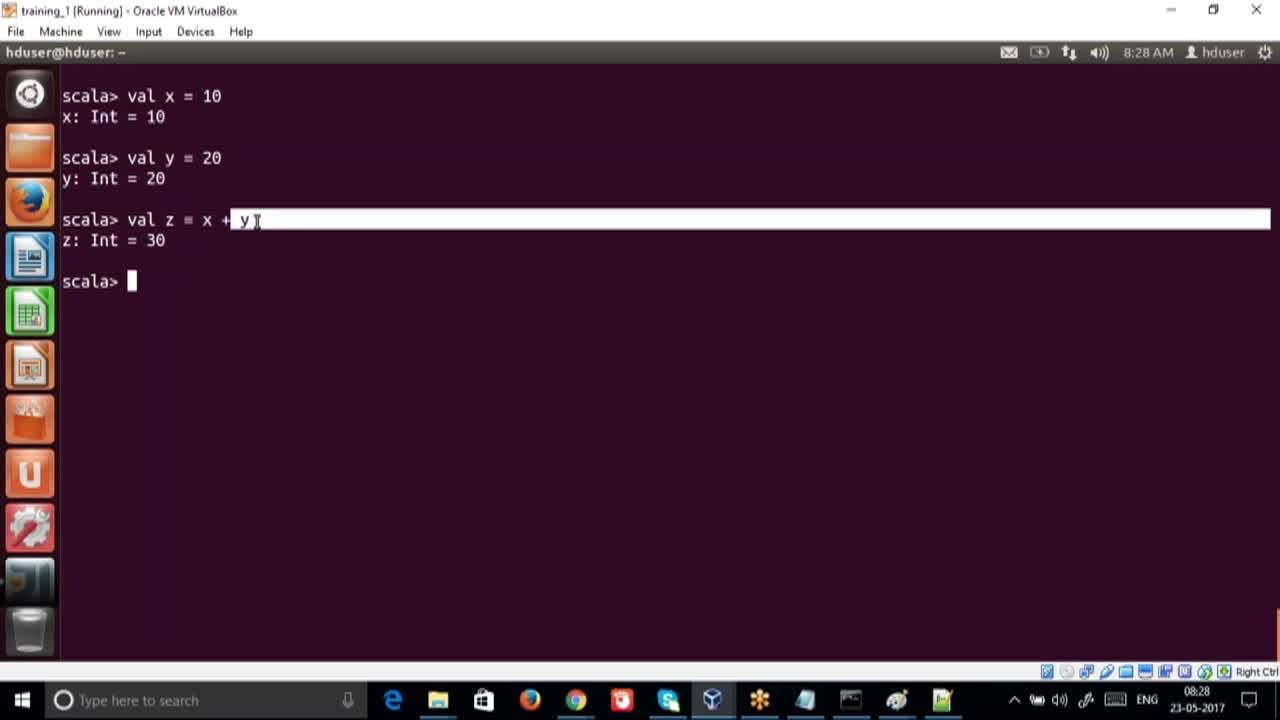 training_1 [Running] - Oracle VM VirtualBox
File Machine View Input Devices Help
hduser@hduser: ~
8:28 AM hduser
scala> val x = 10
x: Int = 10
scala> val y = 20
y: Int = 20
scala> val z = x + y
z: Int = 30
scala>
Right Ctrl
Type here to search
ENG
08:28
23-05-2017